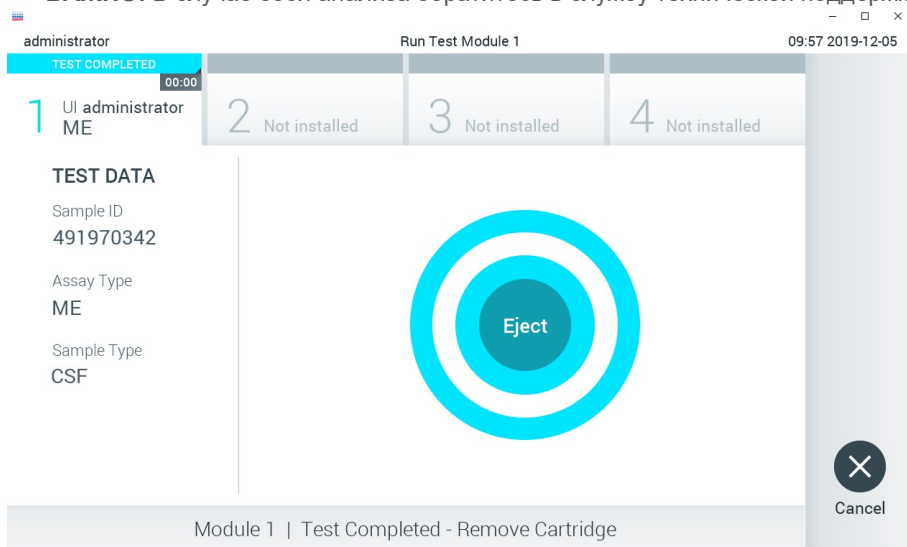 administrator Run Test Module 1 09:57 2019-12-05
TEST COMPLETED
00:00
1 UI administrator
ME
2 Not installed
3 Not installed
4 Not installed
TEST DATA
Sample ID
491970342
Assay Type
ME
Sample Type
CSF
Eject
Cancel
Module 1 | Test Completed - Remove Cartridge